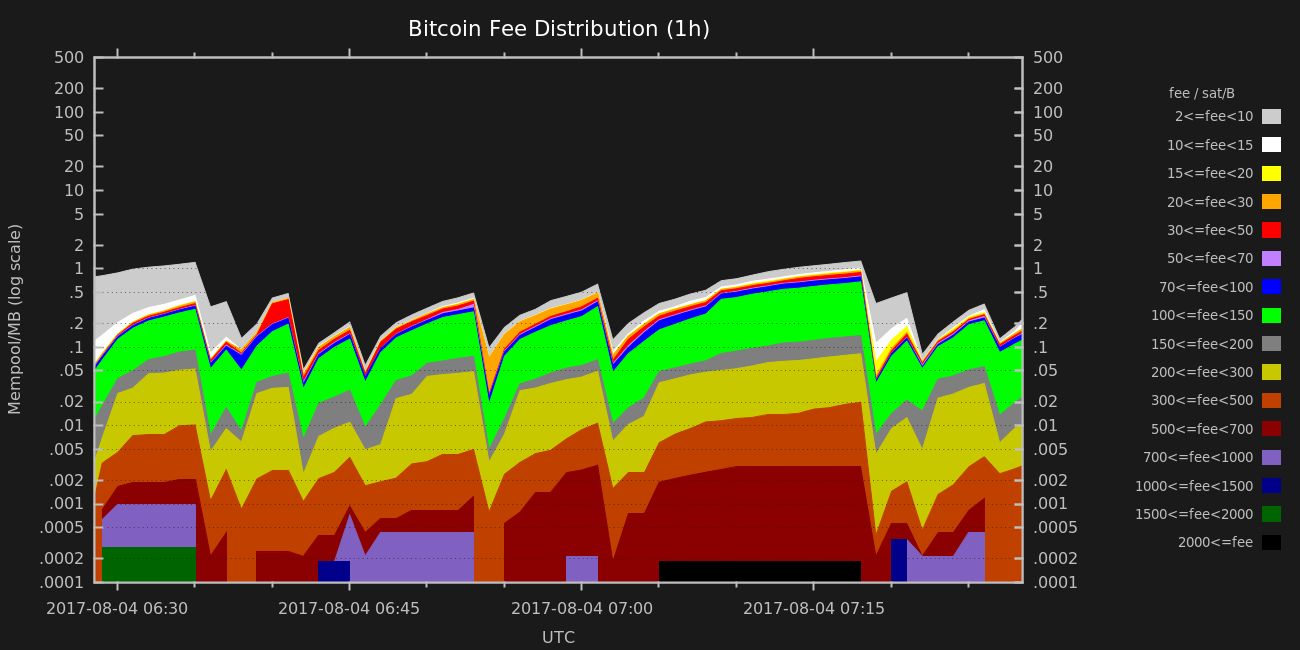 Bitcoin Fee Distribution (1h)
Mempool/MB (log scale)
500
200
100
50
20
10
5
2
1
.5
.2
.1
.05
.02
.01
.005
.002
.001
.0005
.0002
.0001
500
200
100
50
20
10
5
2
1
.5
.2
.1
.05
.02
.01
.005
.002
.001
.0005
.0002
.0001
2017-08-04 06:30
2017-08-04 06:45
2017-08-04 07:00
2017-08-04 07:15
UTC
fee / sat/B
2<=fee<10
10<=fee<15
15<=fee<20
20<=fee<30
30<=fee<50
50<=fee<70
70<=fee<100
100<=fee<150
150<=fee<200
200<=fee<300
300<=fee<500
500<=fee<700
700<=fee<1000
1000<=fee<1500
1500<=fee<2000
2000<=fee